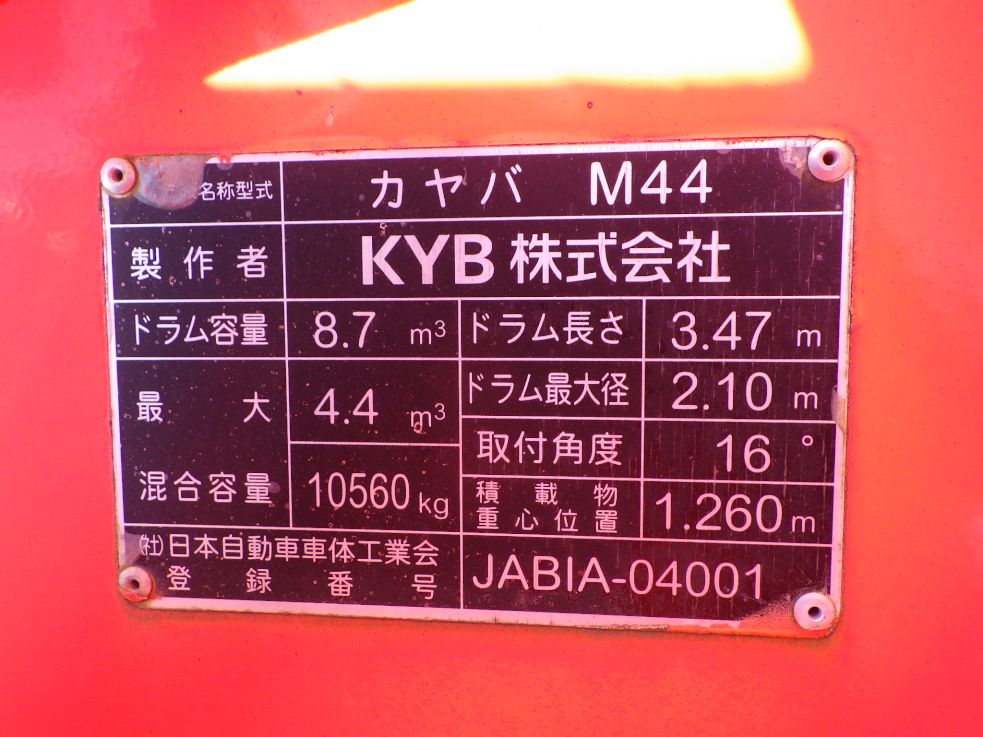 名称型式 カヤバ M44
製作者 KYB 株式会社
ドラム容量 8.7 m³ ドラム長さ 3.47 m
最大混合容量 4.4 m³ ドラム最大径 2.10 m
10560 kg 取付角度 16 °
積載物重心位置 1.260 m
(社)日本自動車車体工業会
登録番号 JABIA-04001